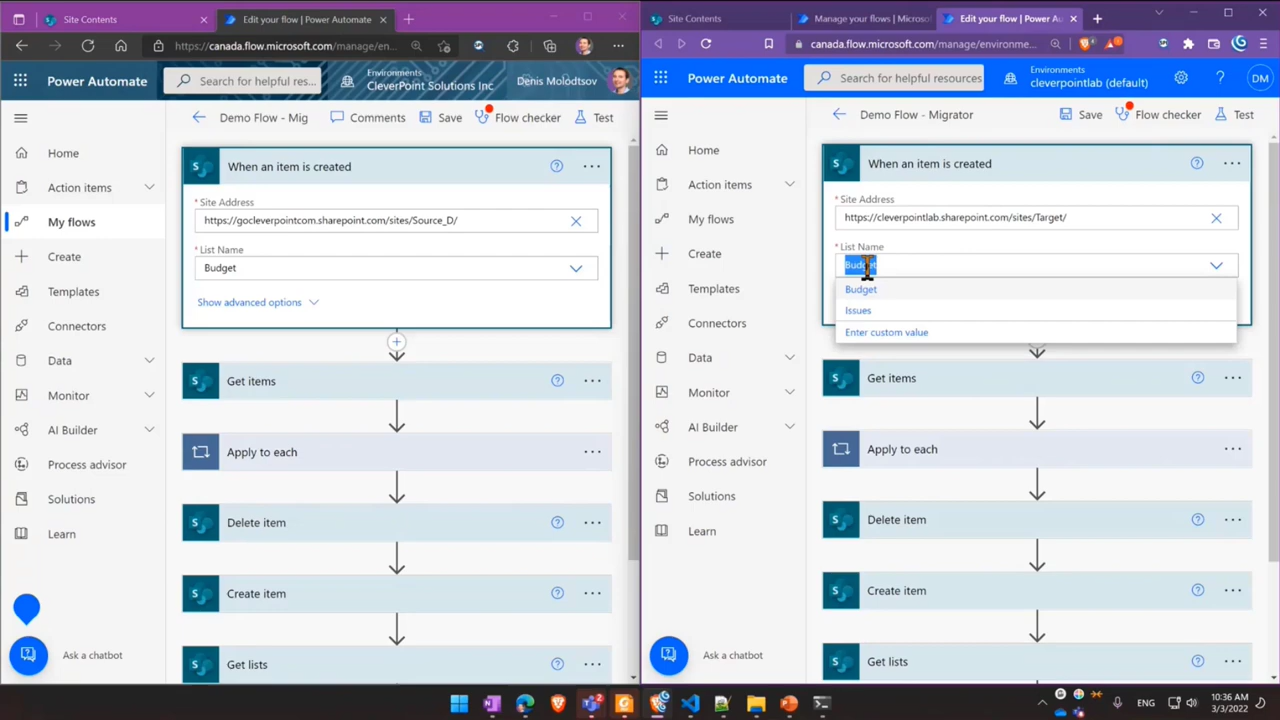 Site Contents
Edit your flow | Power Automate
https://canada.flow.microsoft.com/manage/en...
Power Automate
Search for helpful resou...
Environments
CleverPoint Solutions Inc
Denis Molodtsov
Demo Flow - Mig
Comments
Save
Flow checker
Test
Home
Action items
My flows
Create
Templates
Connectors
Data
Monitor
AI Builder
Process advisor
Solutions
Learn
Ask a chatbot
When an item is created
* Site Address
https://gocleverpointcom.sharepoint.com/sites/Source_D/
* List Name
Budget
Show advanced options
Get items
Apply to each
Delete item
Create item
Get lists
Site Contents
Manage your flows | Microso
Edit your flow | Power Au
canada.flow.microsoft.com/manage/environme...
Power Automate
Search for helpful resources
Environments
cleverpointlab (default)
DM
Demo Flow - Migrator
Save
Flow checker
Test
Home
Action items
My flows
Create
Templates
Connectors
Data
Monitor
AI Builder
Process advisor
Solutions
Learn
Ask a chatbot
When an item is created
* Site Address
https://cleverpointlab.sharepoint.com/sites/Target/
* List Name
Budget
Budget
Issues
Enter custom value
Get items
Apply to each
Delete item
Create item
Get lists
ENG
10:36 AM
3/3/2022